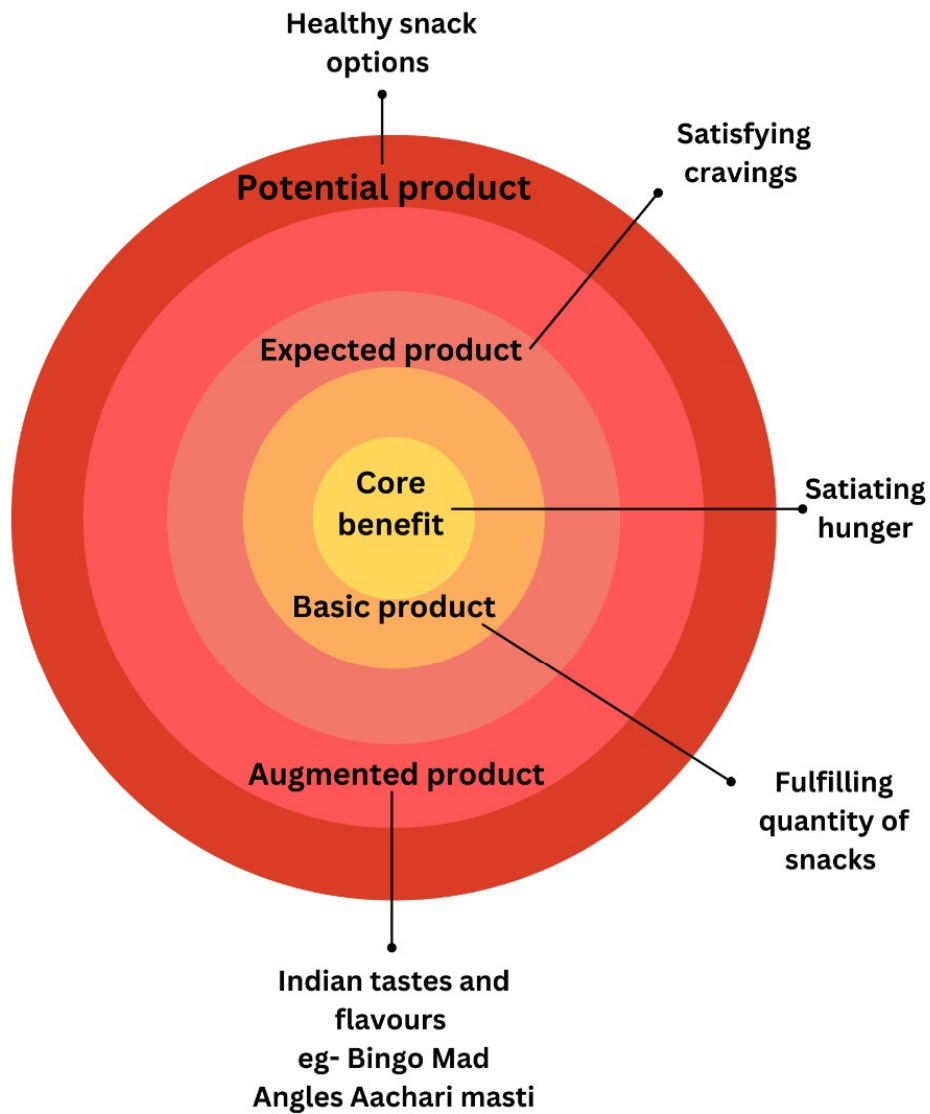 Healthy snack
options
Satisfying
cravings
Potential product
Expected product
Core
benefit
Satiating
hunger
Basic product
Augmented product
Fulfilling
quantity of
snacks
Indian tastes and
flavours
eg- Bingo Mad
Angles Aachari masti